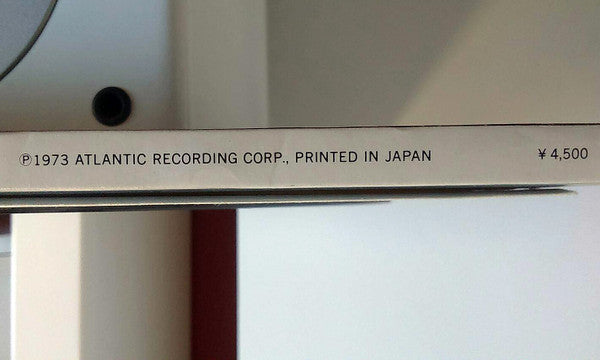 ℗1973 ATLANTIC RECORDING CORP., PRINTED IN JAPAN ¥4,500